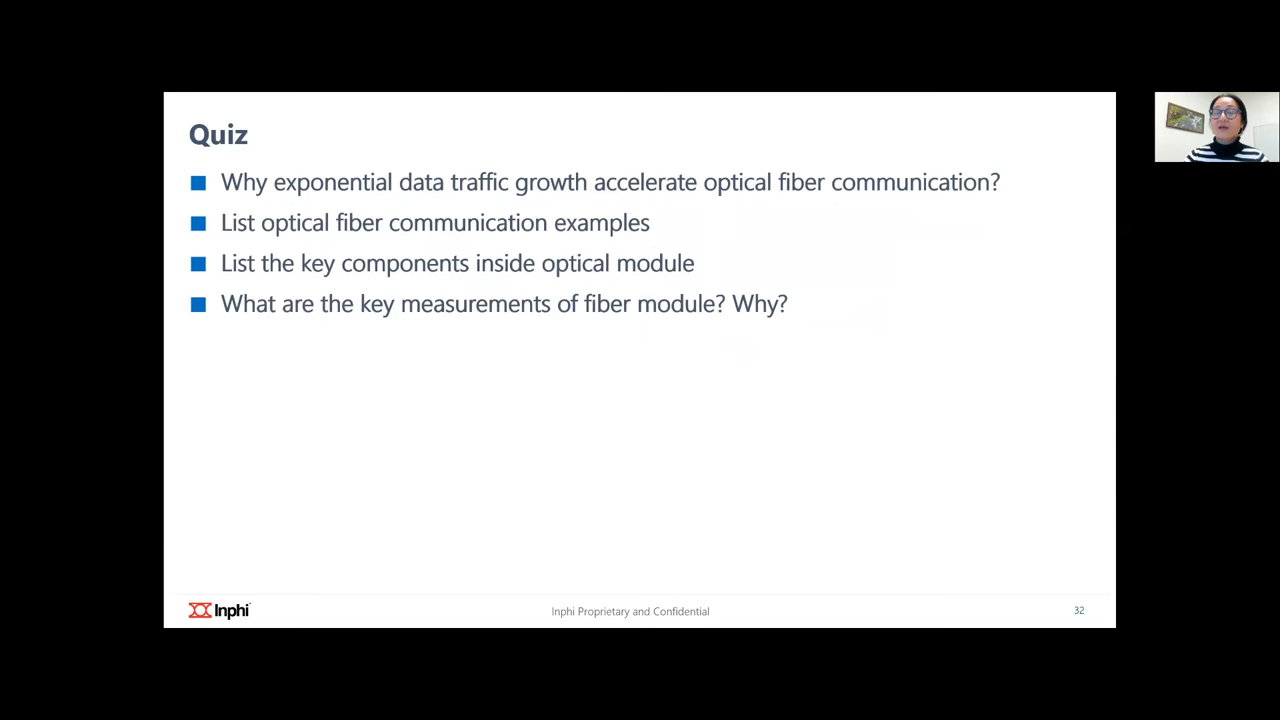 Quiz
Why exponential data traffic growth accelerate optical fiber communication?
List optical fiber communication examples
List the key components inside optical module
What are the key measurements of fiber module? Why?
Inphi
Inphi Proprietary and Confidential
32